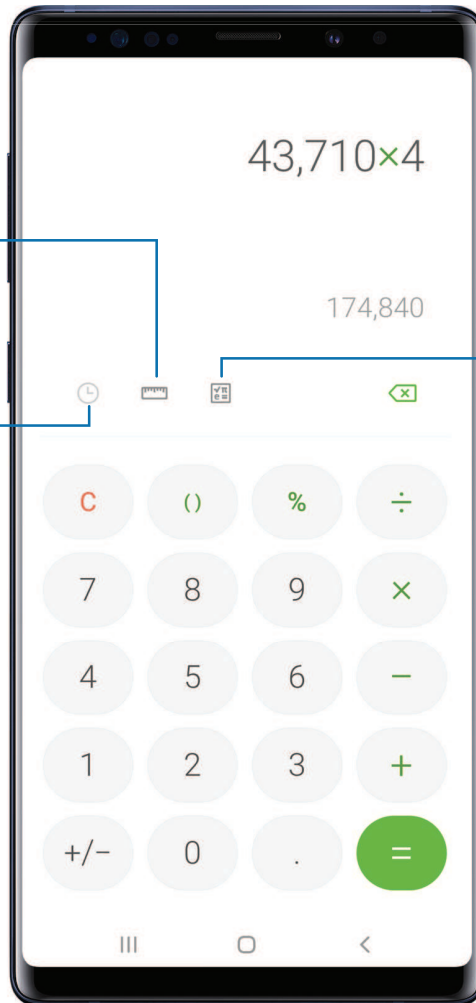 43,710×4
174,840
√π
e=
C () % ÷
7 8 9 ×
4 5 6 −
1 2 3 +
+/− 0 . =